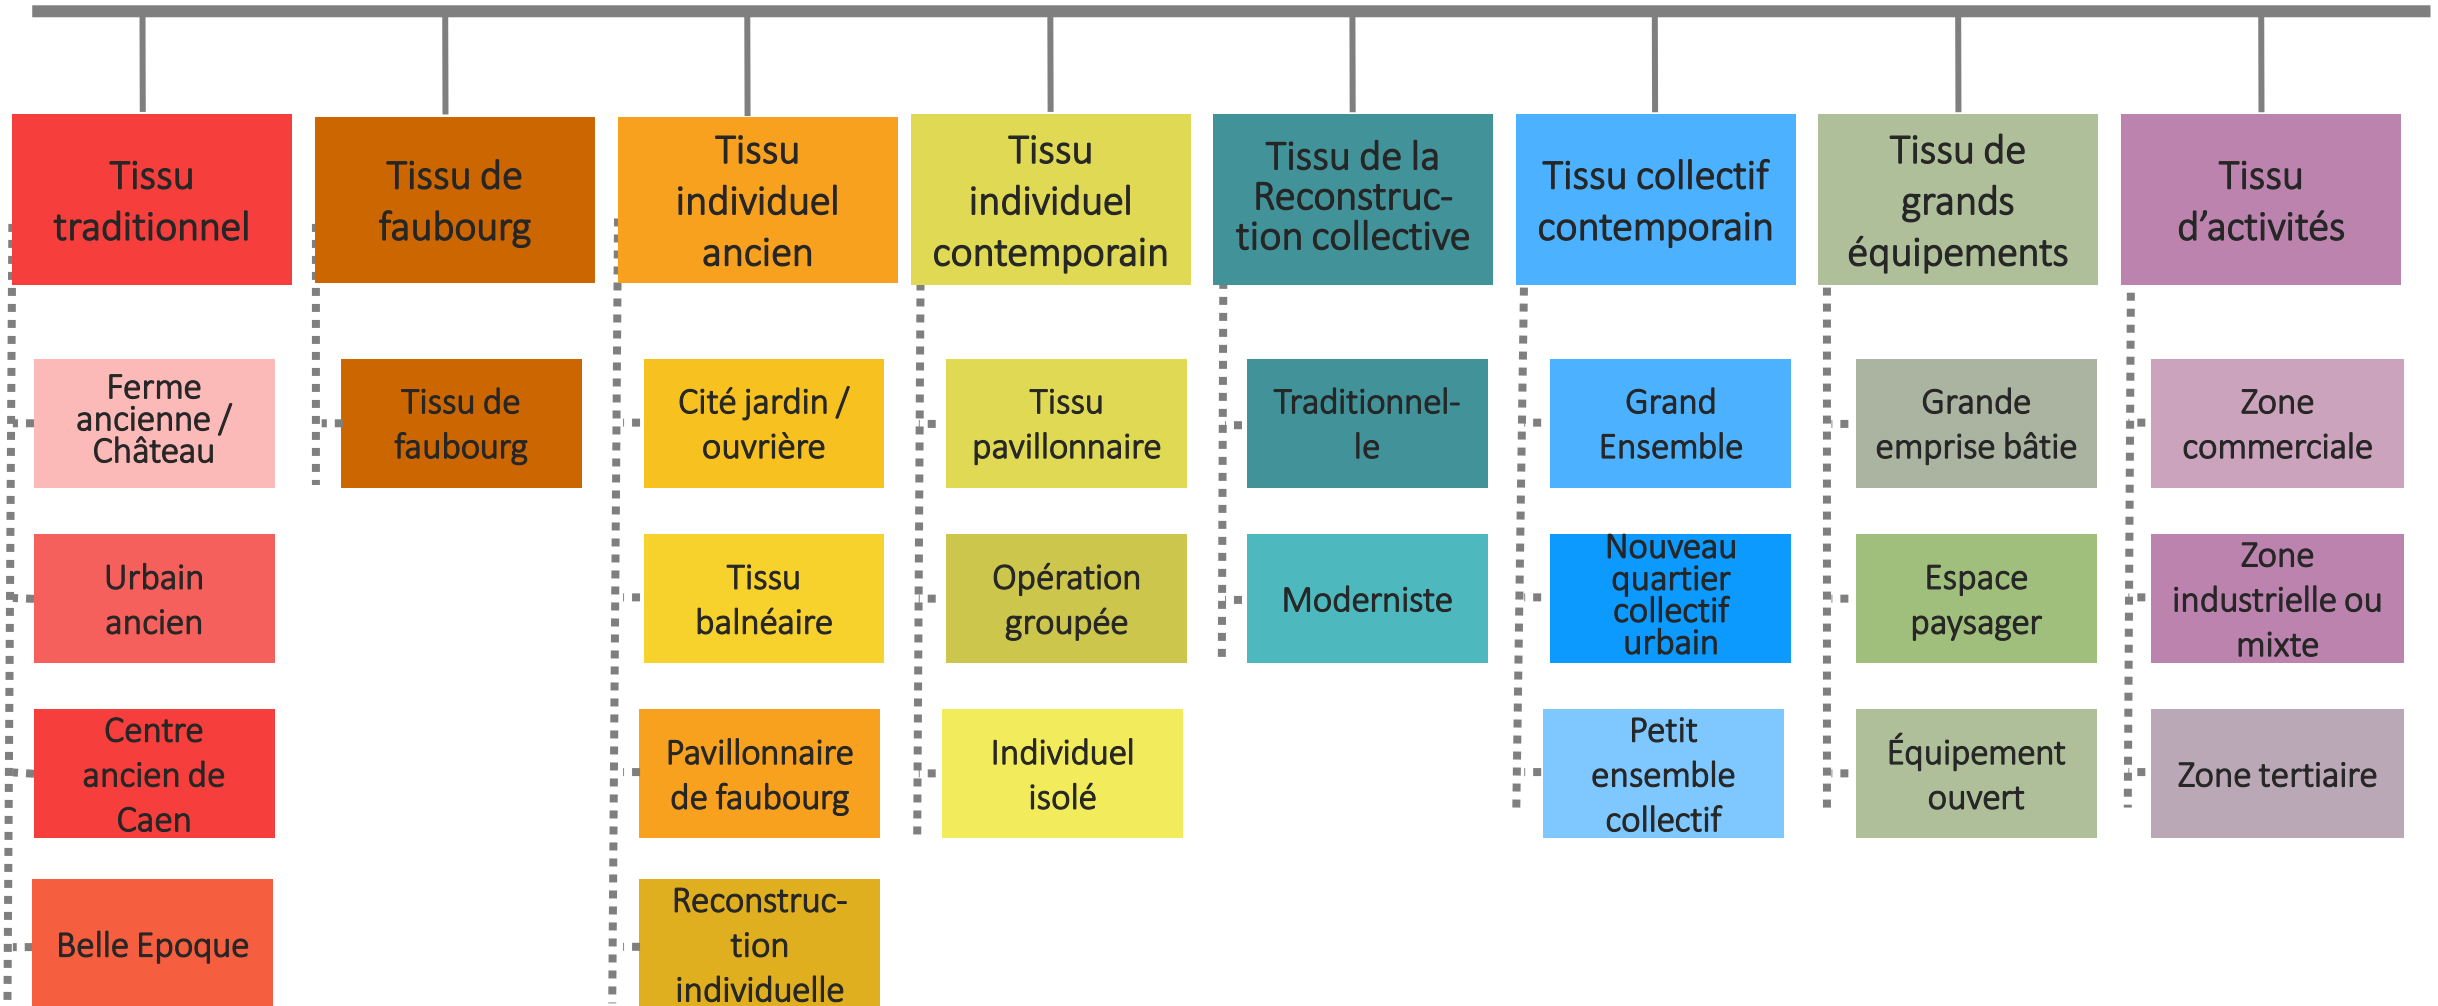 Tissu
traditionnel
Tissu de
faubourg
Tissu
individuel
ancien
Tissu
individuel
contemporain
Tissu de la
Reconstruc-
tion collective
Tissu collectif
contemporain
Tissu de
grands
équipements
Tissu
d’activités
Ferme
ancienne /
Château
Tissu de
faubourg
Cité jardin /
ouvrière
Tissu
pavillonnaire
Traditionnel-
le
Grand
Ensemble
Grande
emprise bâtie
Zone
commerciale
Urbain
ancien
Tissu
balnéaire
Opération
groupée
Moderniste
Nouveau
quartier
collectif
urbain
Espace
paysager
Zone
industrielle ou
mixte
Centre
ancien de
Caen
Pavillonnaire
de faubourg
Individuel
isolé
Petit
ensemble
collectif
Équipement
ouvert
Zone tertiaire
Belle Epoque
Reconstruc-
tion
individuelle